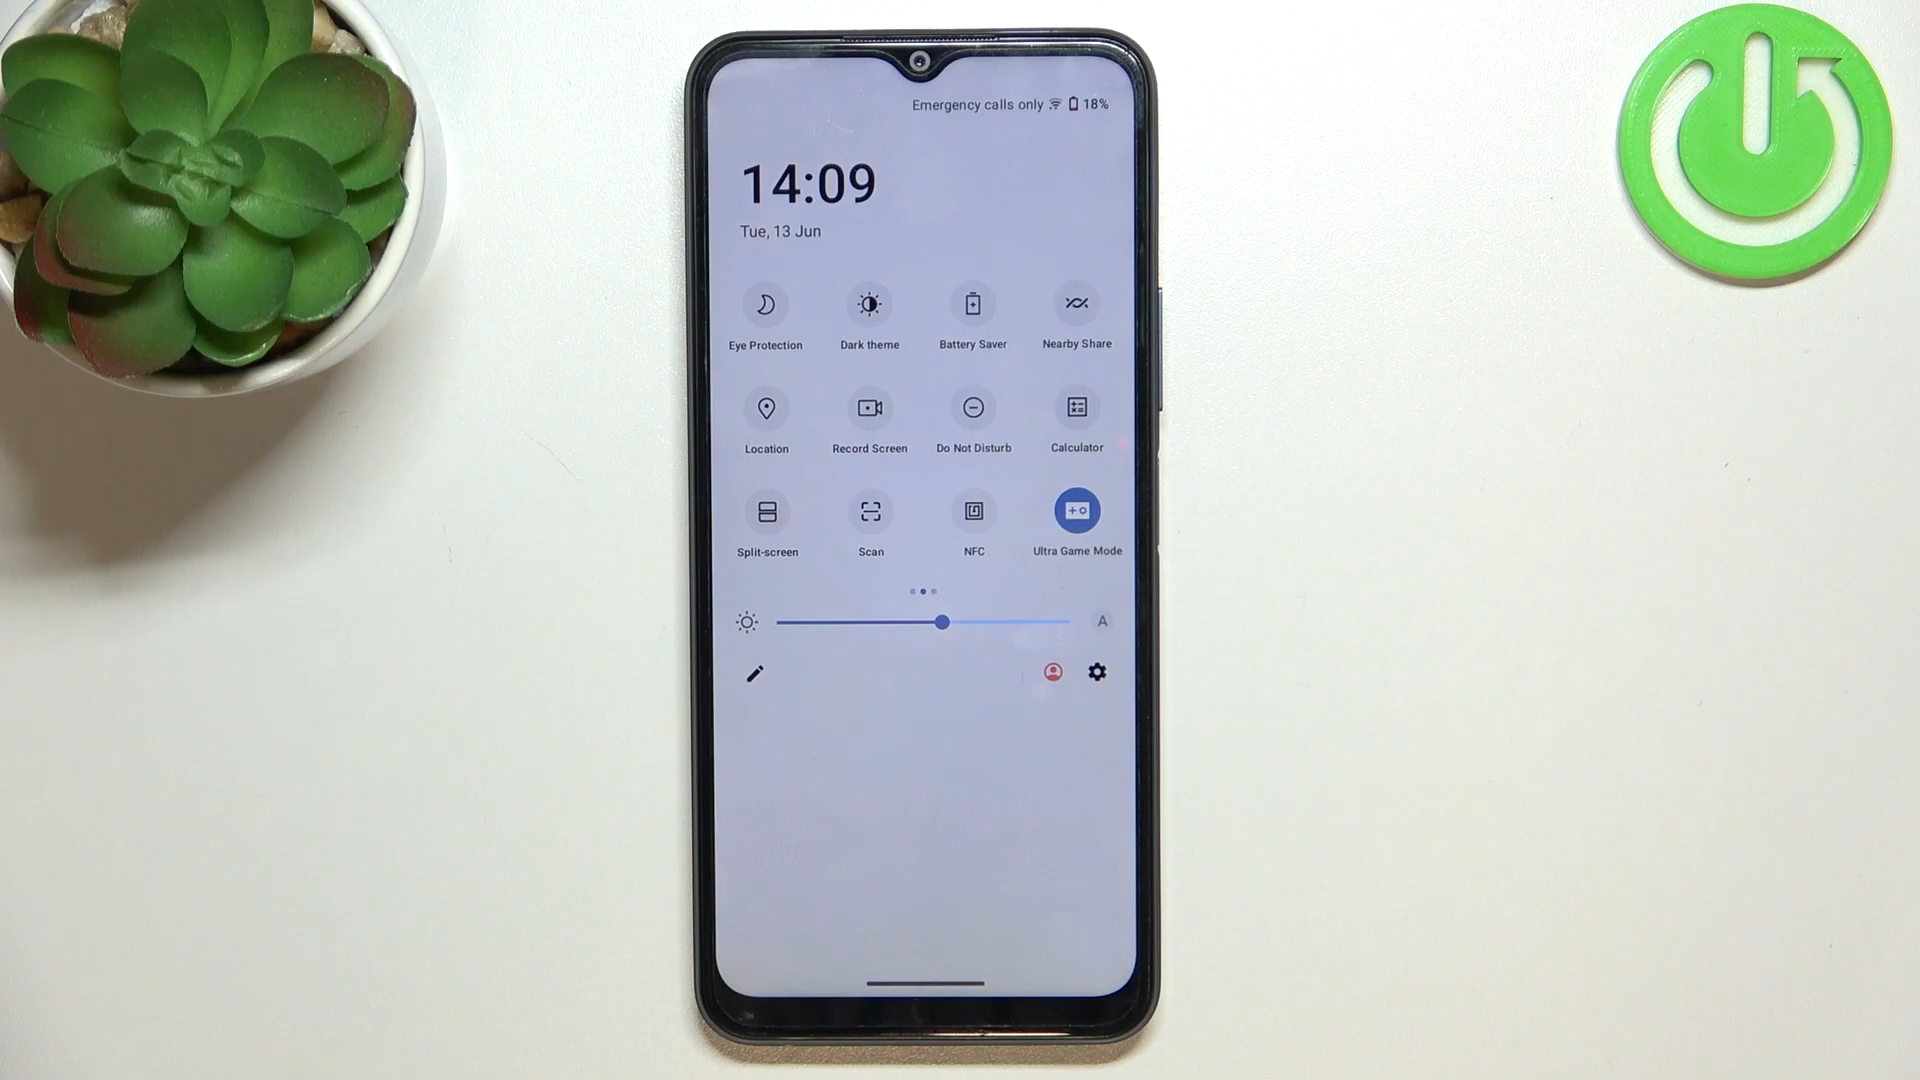 Emergency calls only 18%
14:09
Tue, 13 Jun
Eye Protection Dark theme Battery Saver Nearby Share
Location Record Screen Do Not Disturb Calculator
Split-screen Scan NFC Ultra Game Mode
A